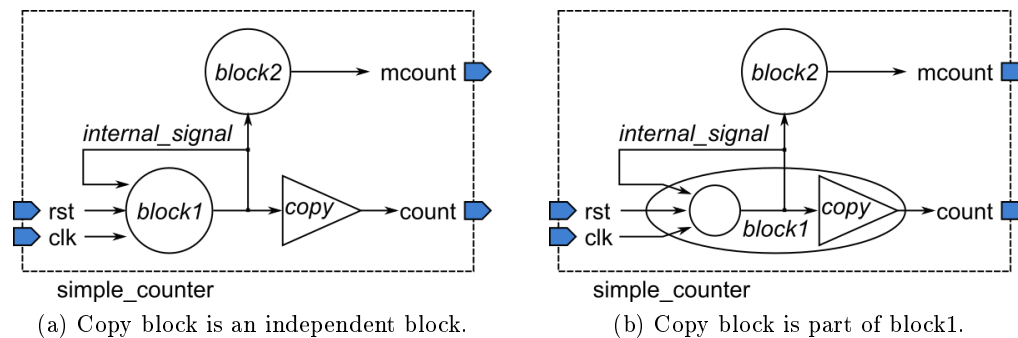 block2
mcount
internal_signal
rst
block1
copy
count
clk
simple_counter
(a) Copy block is an independent block.
block2
mcount
internal_signal
rst
copy
count
clk
block1
simple_counter
(b) Copy block is part of block1.